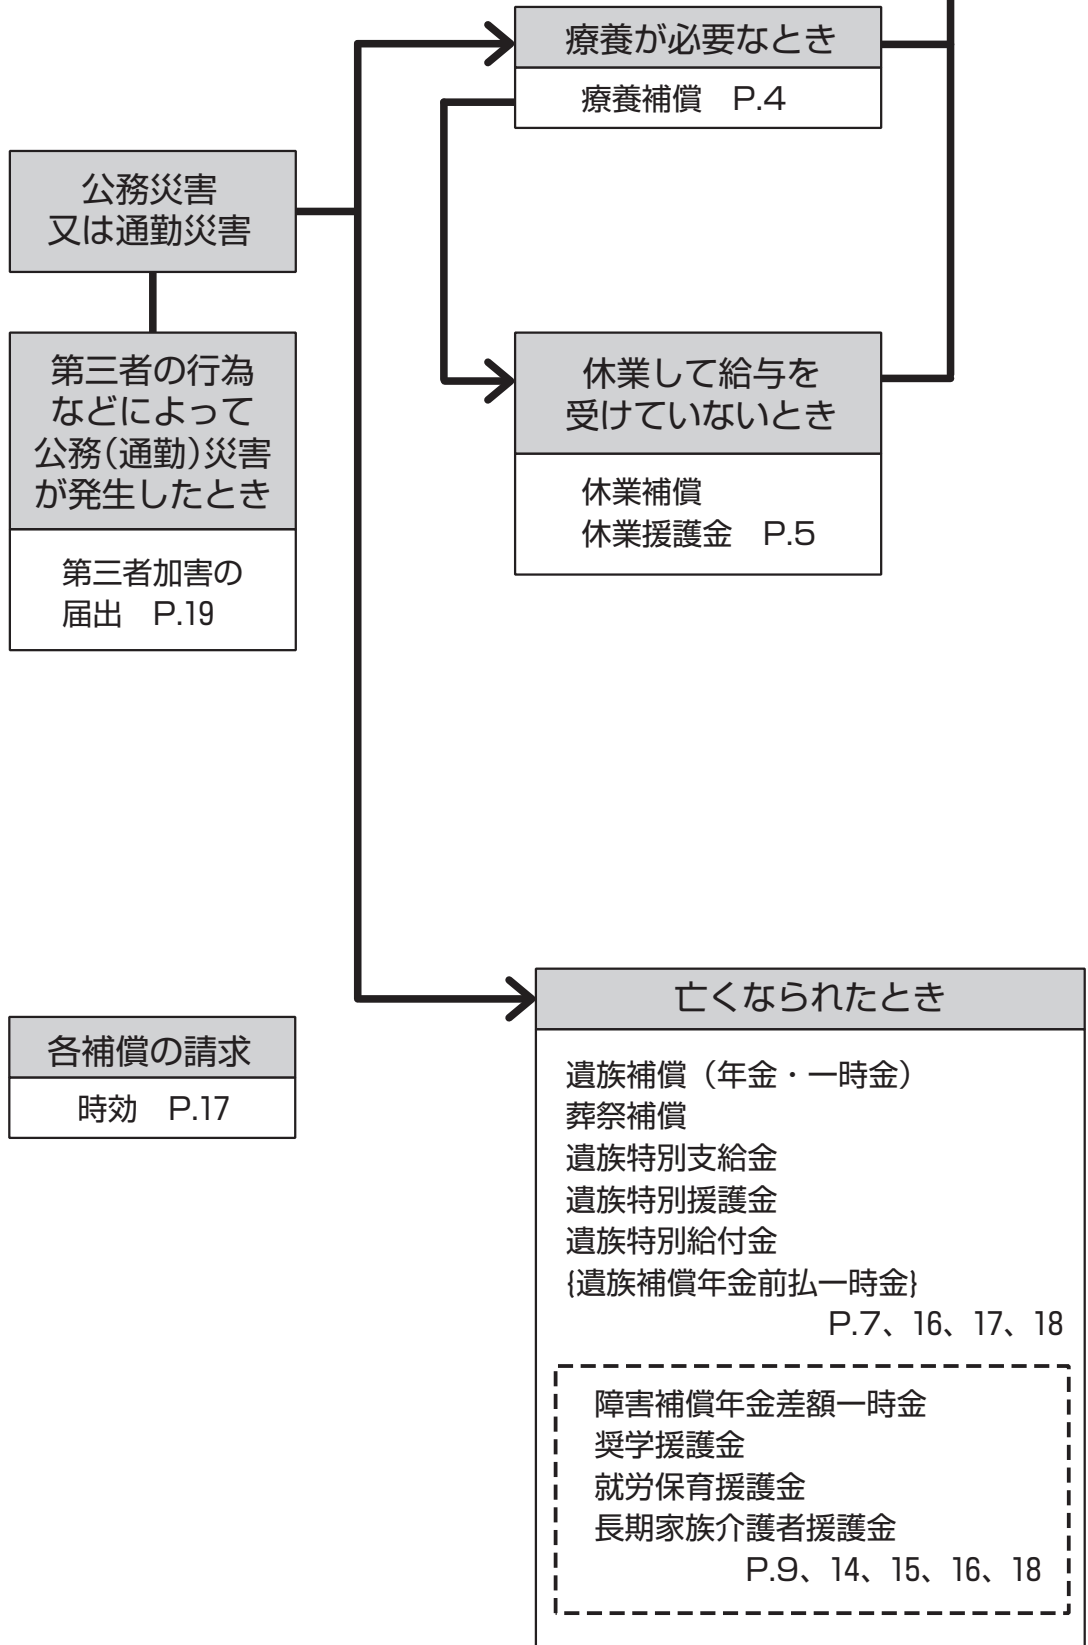 療養が必要なとき
療養補償 P.4
公務災害
又は通勤災害
第三者の行為
などによって
公務(通勤)災害
が発生したとき
第三者加害の
届出 P.19
休業して給与を
受けていないとき
休業補償
休業援護金 P.5
各補償の請求
時効 P.17
亡くなられたとき
遺族補償（年金・一時金）
葬祭補償
遺族特別支給金
遺族特別援護金
遺族特別給付金
{遺族補償年金前払一時金}
P.7、16、17、18
障害補償年金差額一時金
奨学援護金
就労保育援護金
長期家族介護者援護金
P.9、14、15、16、18